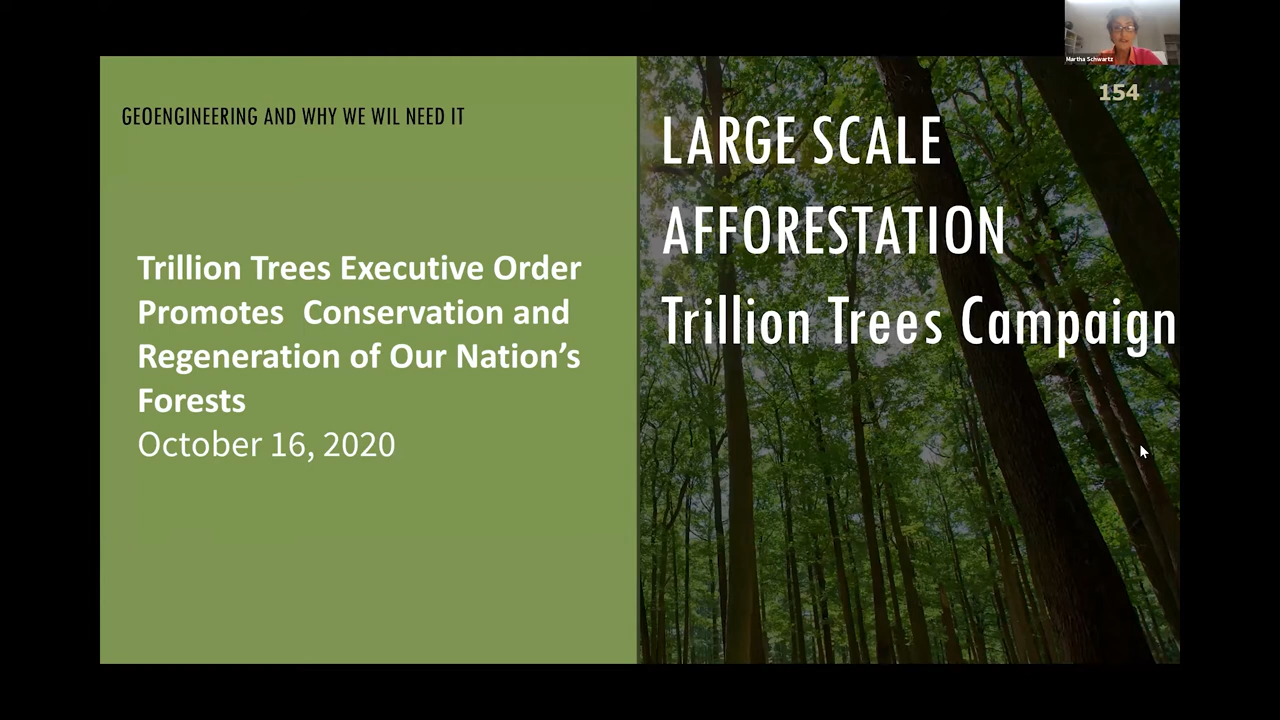 Martha Schwartz
154
GEOENGINEERING AND WHY WE WIL NEED IT
Trillion Trees Executive Order
Promotes  Conservation and
Regeneration of Our Nation’s
Forests
October 16, 2020
LARGE SCALE
AFFORESTATION
Trillion Trees Campaign